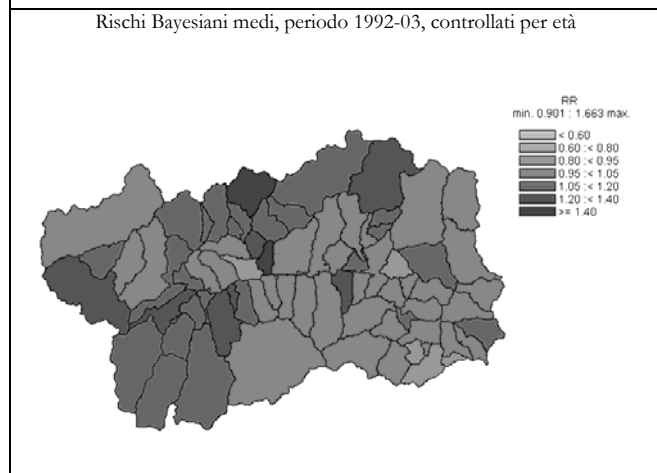 Rischi Bayesiani medi, periodo 1992-03, controllati per età
RR
min. 0.901 : 1.663 max.
< 0.60
0.60 :< 0.80
0.80 :< 0.95
0.95 :< 1.05
1.05 :< 1.20
1.20 :< 1.40
>= 1.40